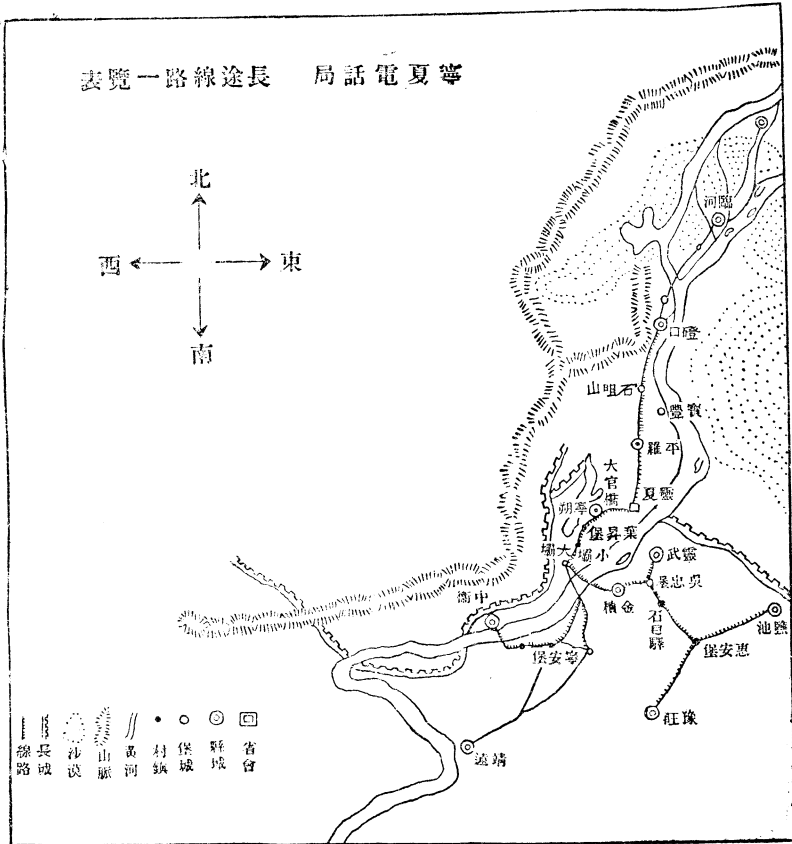 寧夏電話局 長途線路一覽表
北
西
東
南
臨河
磴口
石咀山
寶豐
平羅
寧夏
寧朔
葉昇堡
大壩
小壩
靈武
吳忠堡
金積
鹽池
惠安堡
豫旺
中衛
寧安堡
靖遠
省會
縣城
堡城
村鎮
黃河
山脈
沙漠
長城
線路